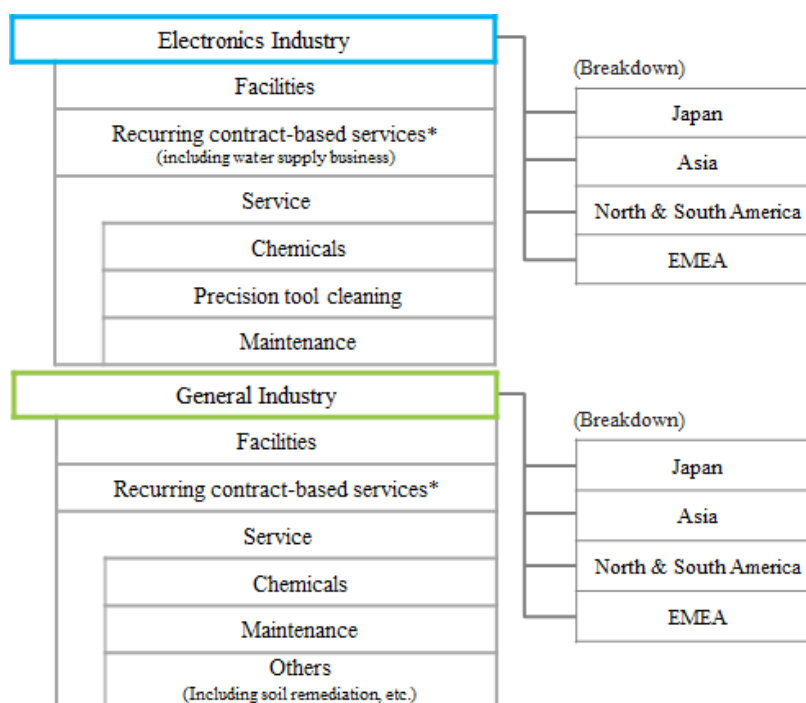 Electronics Industry
Facilities
Recurring contract-based services*
(including water supply business)
Service
Chemicals
Precision tool cleaning
Maintenance
(Breakdown)
Japan
Asia
North & South America
EMEA
General Industry
Facilities
Recurring contract-based services*
Service
Chemicals
Maintenance
Others
(Including soil remediation, etc.)
(Breakdown)
Japan
Asia
North & South America
EMEA